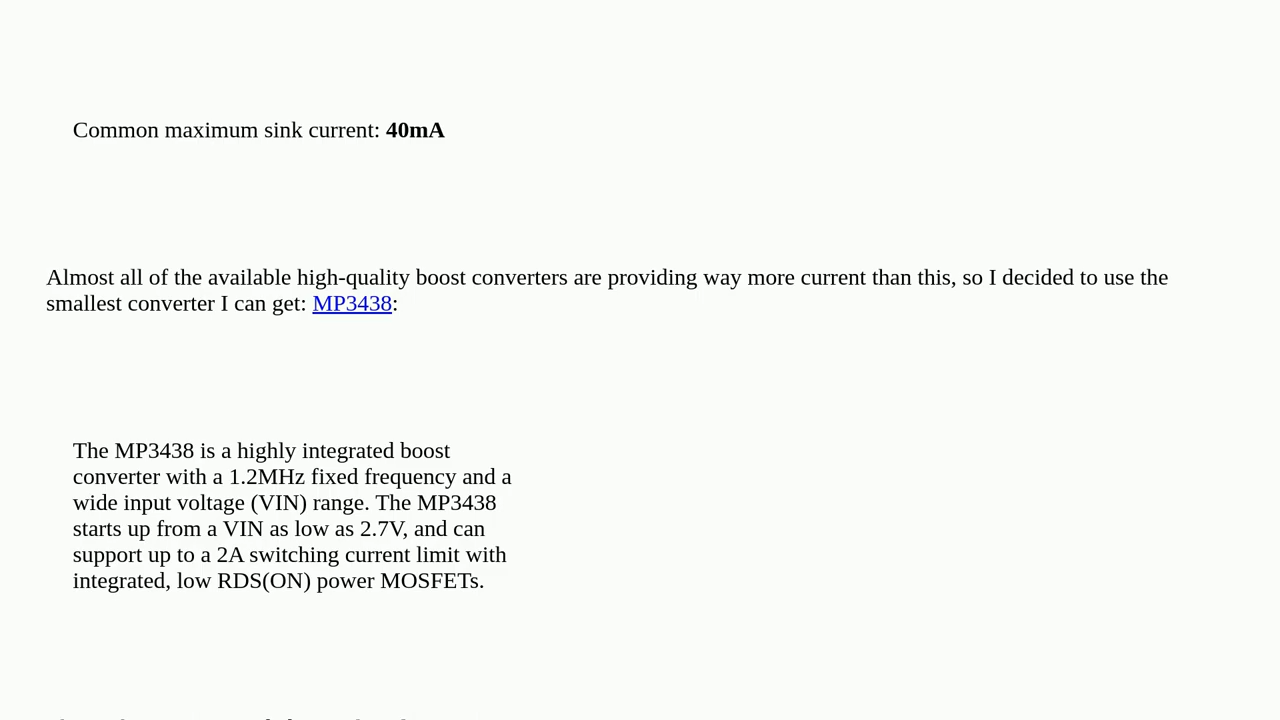 Common maximum sink current: 40mA
Almost all of the available high-quality boost converters are providing way more current than this, so I decided to use the
smallest converter I can get: MP3438:
The MP3438 is a highly integrated boost
converter with a 1.2MHz fixed frequency and a
wide input voltage (VIN) range. The MP3438
starts up from a VIN as low as 2.7V, and can
support up to a 2A switching current limit with
integrated, low RDS(ON) power MOSFETs.